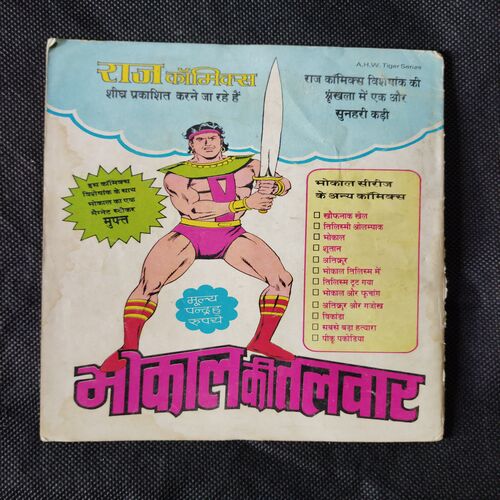 A.H.W. Tiger Series
राज कॉमिक्स
शीघ्र प्रकाशित करने जा रहे हैं
राज कॉमिक्स विशेषांक की
श्रृंखला में एक और
सुनहरी कड़ी
इस कॉमिक्स
विशेषांक के साथ
भोकाल का एक
मैग्नेट स्टीकर
मुफ्त
भोकाल सीरीज
के अन्य कॉमिक्स
खौफनाक खेल
तिलिस्मी ओलम्पाक
भोकाल
शूतान
अतिक्रूर
भोकाल तिलिस्म में
तिलिस्म टूट गया
भोकाल और फूचांग
अतिक्रूर और गजोख
विकांडा
सबसे बड़ा हत्यारा
पीकू पकोडिया
मूल्य
पन्द्रह
रुपये
भोकाल की तलवार